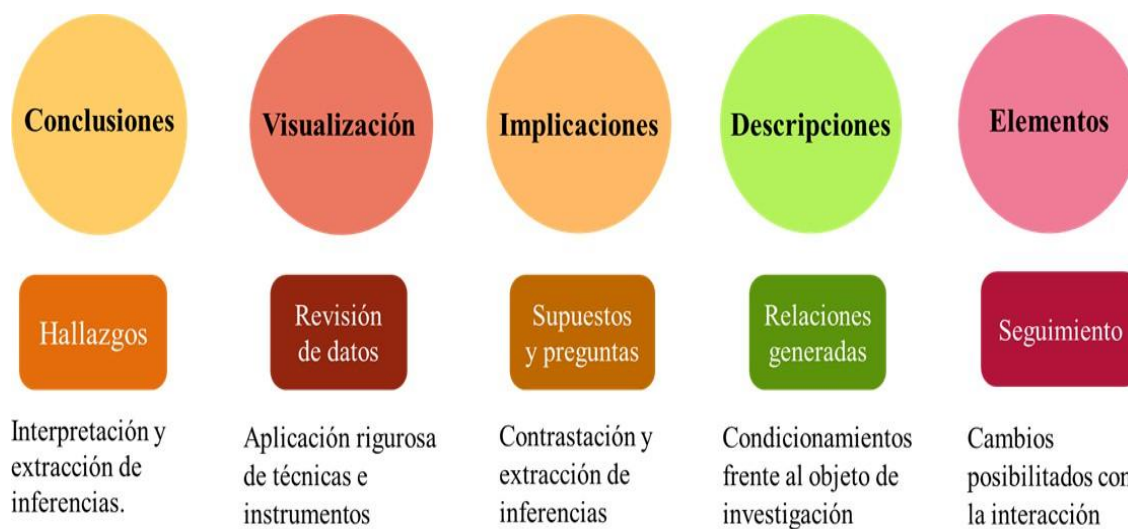 Conclusiones
Visualización
Implicaciones
Descripciones
Elementos
Hallazgos
Revisión
de datos
Supuestos
y preguntas
Relaciones
generadas
Seguimiento
Interpretación y
extracción de
inferencias.
Aplicación rigurosa
de técnicas e
instrumentos
Contrastación y
extracción de
inferencias
Condicionamientos
frente al objeto de
investigación
Cambios
posibilitados con
la interacción